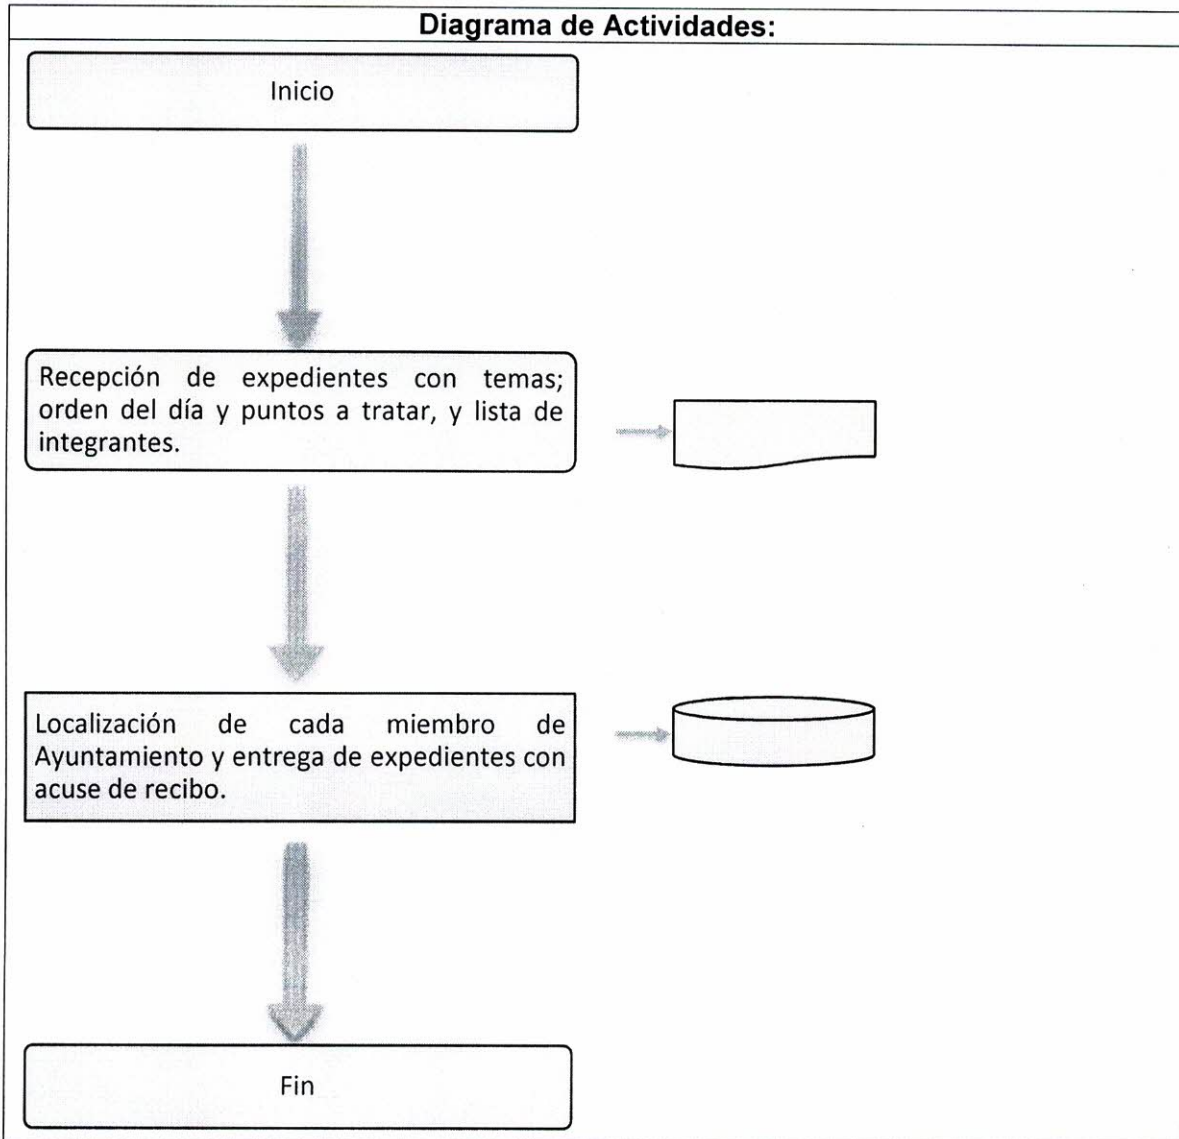 Diagrama de Actividades:
Inicio
Recepción de expedientes con temas;
orden del día y puntos a tratar, y lista de
integrantes.
Localización de cada miembro de
Ayuntamiento y entrega de expedientes con
acuse de recibo.
Fin